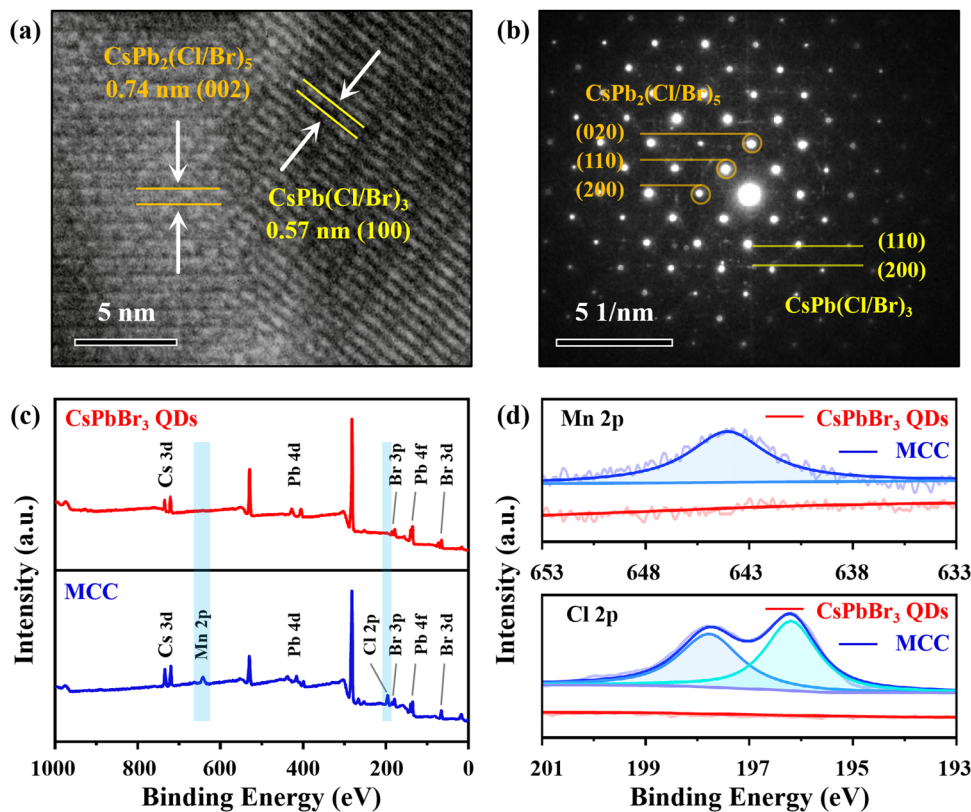 (a)
CsPb₂(Cl/Br)₅
0.74 nm (002)
CsPb(Cl/Br)₃
0.57 nm (100)
5 nm
(b)
CsPb₂(Cl/Br)₅
(020)
(110)
(200)
(110)
(200)
CsPb(Cl/Br)₃
5 1/nm
(c)
CsPbBr₃ QDs
Cs 3d
Pb 4d
Br 3p
Pb 4f
Br 3d
MCC
Cs 3d
Mn 2p
Pb 4d
Cl 2p
Br 3p
Pb 4f
Br 3d
Intensity (a.u.)
1000 800 600 400 200 0
Binding Energy (eV)
(d)
Mn 2p
CsPbBr₃ QDs
MCC
653 648 643 638 633
Cl 2p
CsPbBr₃ QDs
MCC
Intensity (a.u.)
201 199 197 195 193
Binding Energy (eV)